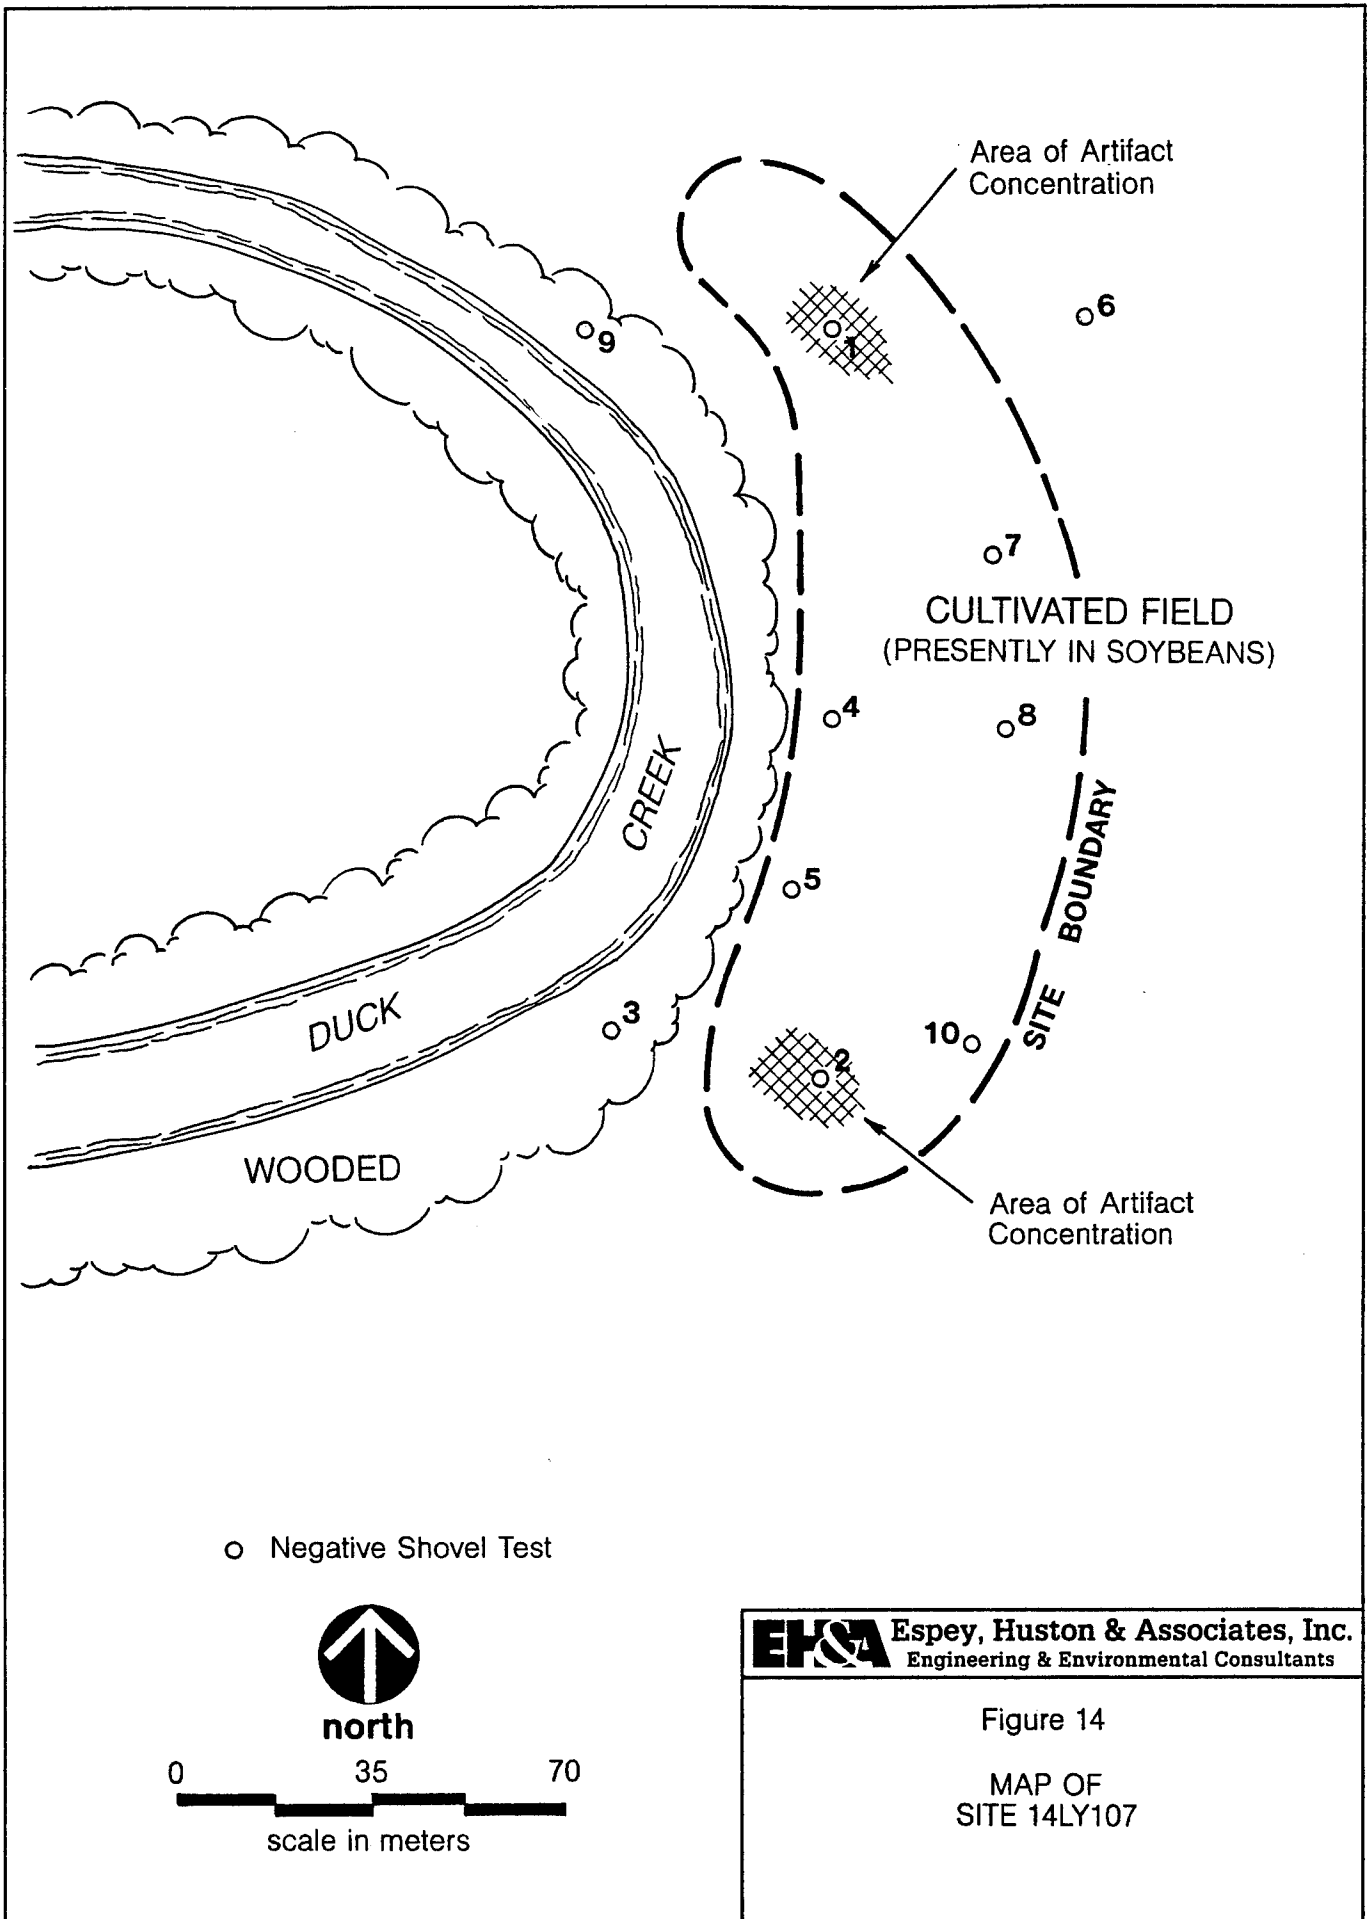 Area of Artifact
Concentration
6
9
1
7
CULTIVATED FIELD
(PRESENTLY IN SOYBEANS)
4
8
CREEK
5
SITE BOUNDARY
DUCK
3
10
2
WOODED
Area of Artifact
Concentration
Negative Shovel Test
north
0 35 70
scale in meters
EH&A Espey, Huston & Associates, Inc.
Engineering & Environmental Consultants
Figure 14
MAP OF
SITE 14LY107